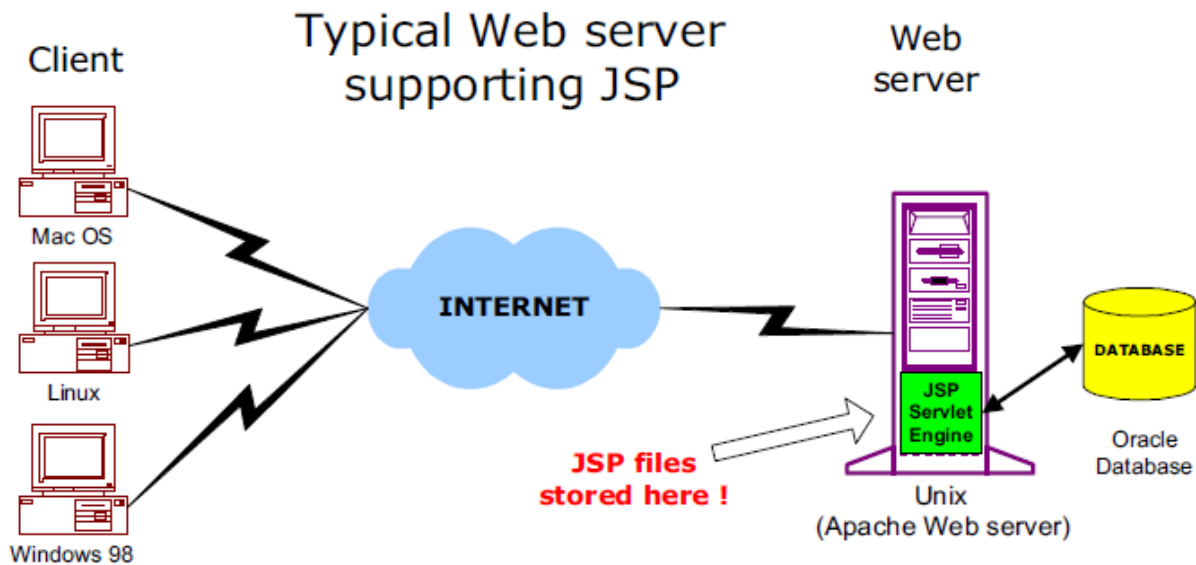 Typical Web server
supporting JSP
Client
Web
server
Mac OS
Linux
Windows 98
INTERNET
JSP files
stored here !
JSP
Servlet
Engine
Unix
(Apache Web server)
DATABASE
Oracle
Database